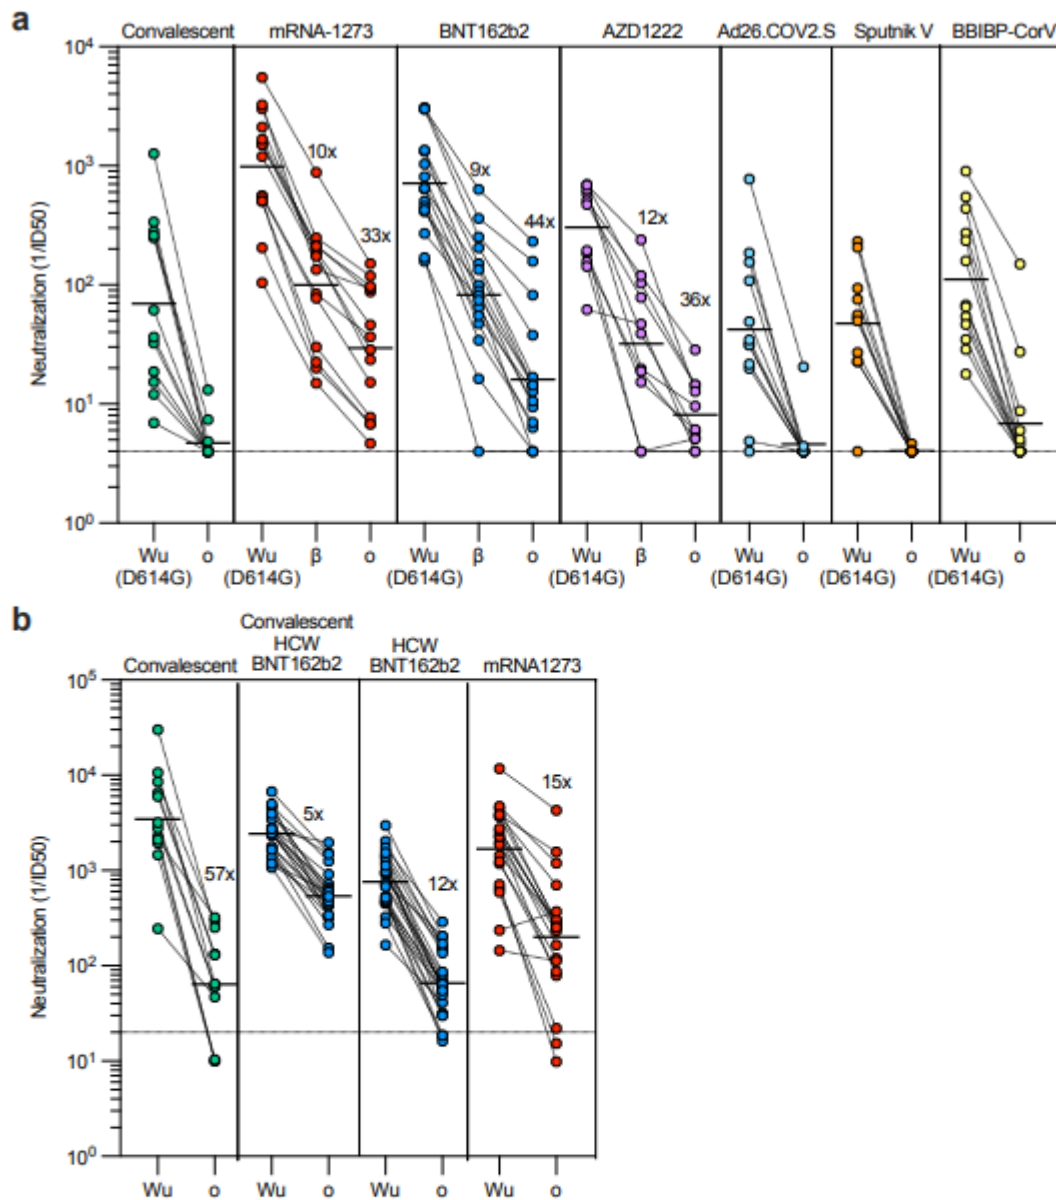 a
Convalescent mRNA-1273 BNT162b2 AZD1222 Ad26.COV2.S Sputnik V BBIBP-CorV
Neutralization (1/ID50)
10⁴
10³
10²
10¹
10⁰
10x
33x
9x
44x
12x
36x
Wu o Wu β o Wu β o Wu β o Wu o Wu o Wu o
(D614G) (D614G) (D614G) (D614G) (D614G) (D614G) (D614G)
b
Convalescent
HCW HCW
Convalescent BNT162b2 BNT162b2 mRNA1273
Neutralization (1/ID50)
10⁵
10⁴
10³
10²
10¹
10⁰
57x
5x
12x
15x
Wu o Wu o Wu o Wu o